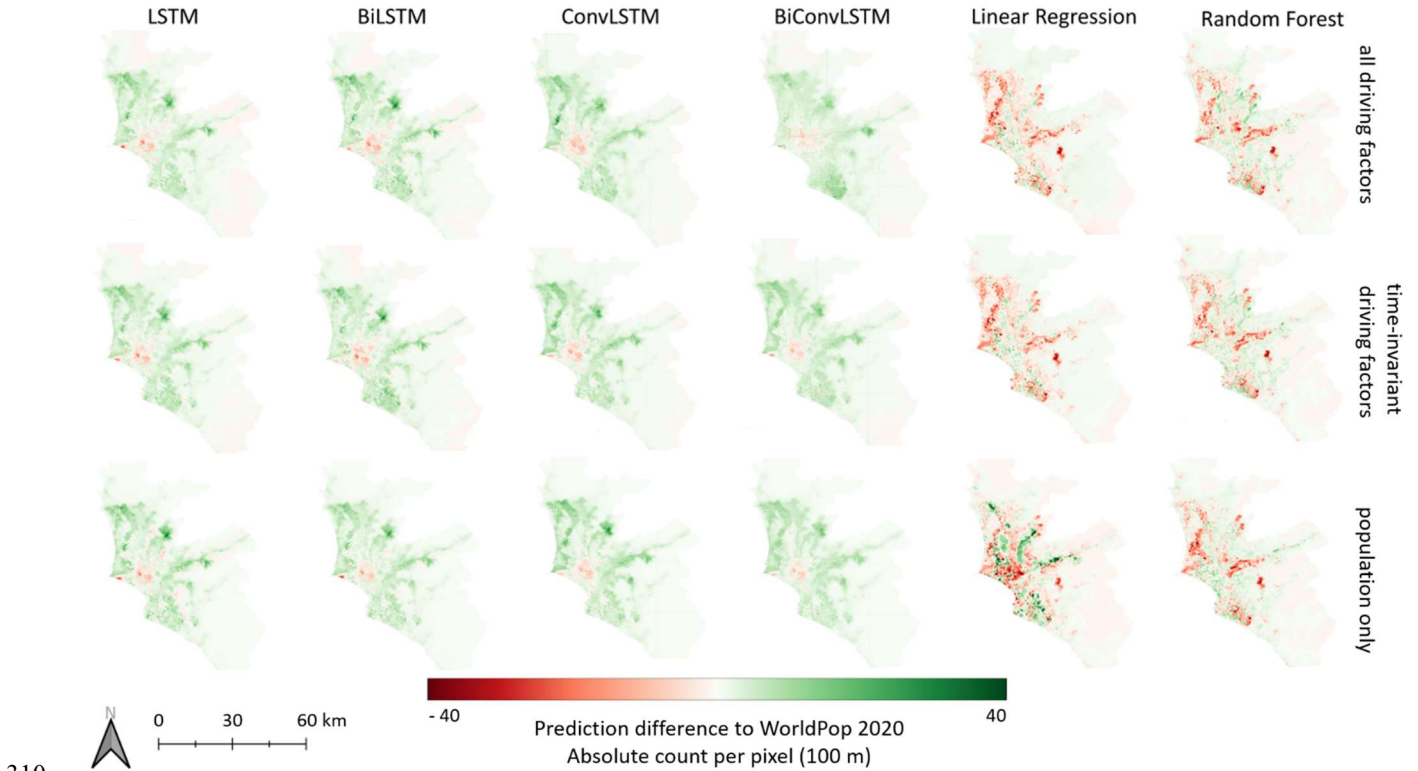 LSTM BiLSTM ConvLSTM BiConvLSTM Linear Regression Random Forest
all driving factors
time-invariant
driving factors
population only
- 40 40
Prediction difference to WorldPop 2020
Absolute count per pixel (100 m)
N
0 30 60 km